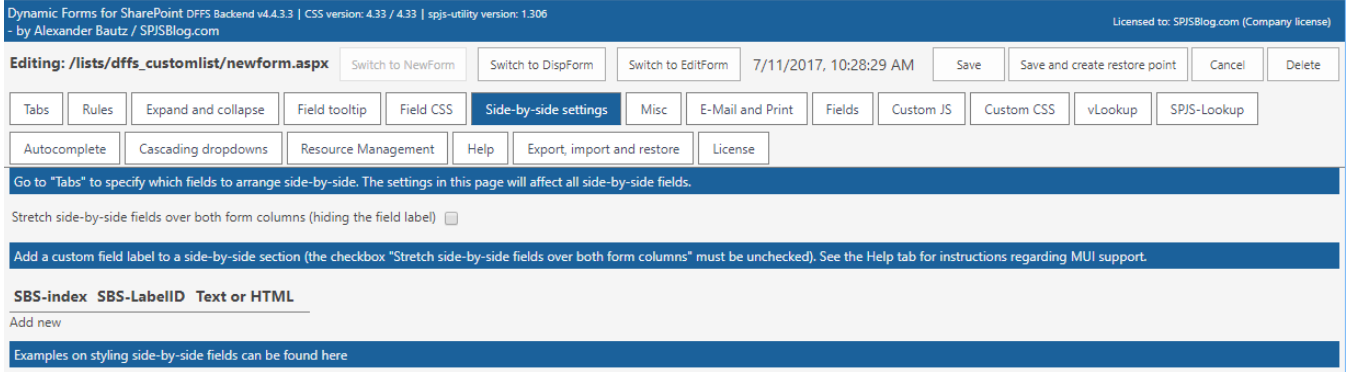 Dynamic Forms for SharePoint DFFS Backend v4.4.3.3 | CSS version: 4.33 / 4.33 | spjs-utility version: 1.306
- by Alexander Bautz / SPJSBlog.com
Licensed to: SPJSBlog.com (Company license)
Editing: /lists/dffs_customlist/newform.aspx Switch to NewForm Switch to DispForm Switch to EditForm 7/11/2017, 10:28:29 AM Save Save and create restore point Cancel Delete
Tabs Rules Expand and collapse Field tooltip Field CSS Side-by-side settings Misc E-Mail and Print Fields Custom JS Custom CSS vLookup SPJS-Lookup
Autocomplete Cascading dropdowns Resource Management Help Export, import and restore License
Go to "Tabs" to specify which fields to arrange side-by-side. The settings in this page will affect all side-by-side fields.
Stretch side-by-side fields over both form columns (hiding the field label)
Add a custom field label to a side-by-side section (the checkbox "Stretch side-by-side fields over both form columns" must be unchecked). See the Help tab for instructions regarding MUI support.
SBS-index SBS-LabelID Text or HTML
Add new
Examples on styling side-by-side fields can be found here